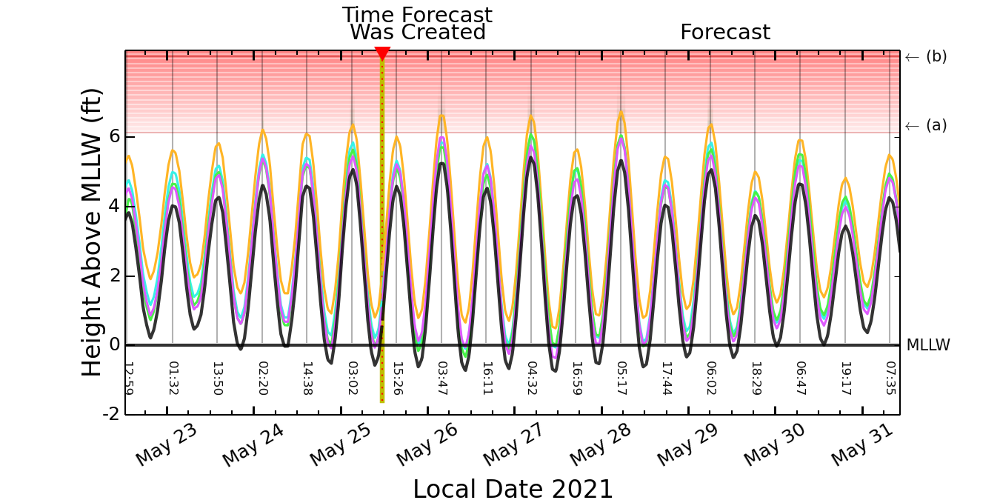 Time Forecast
Was Created
Forecast
← (b)
← (a)
Height Above MLLW (ft)
6
4
2
0
-2
MLLW
12:59
01:32
13:50
02:20
14:38
03:02
15:26
03:47
16:11
04:32
16:59
05:17
17:44
06:02
18:29
06:47
19:17
07:35
May 23
May 24
May 25
May 26
May 27
May 28
May 29
May 30
May 31
Local Date 2021